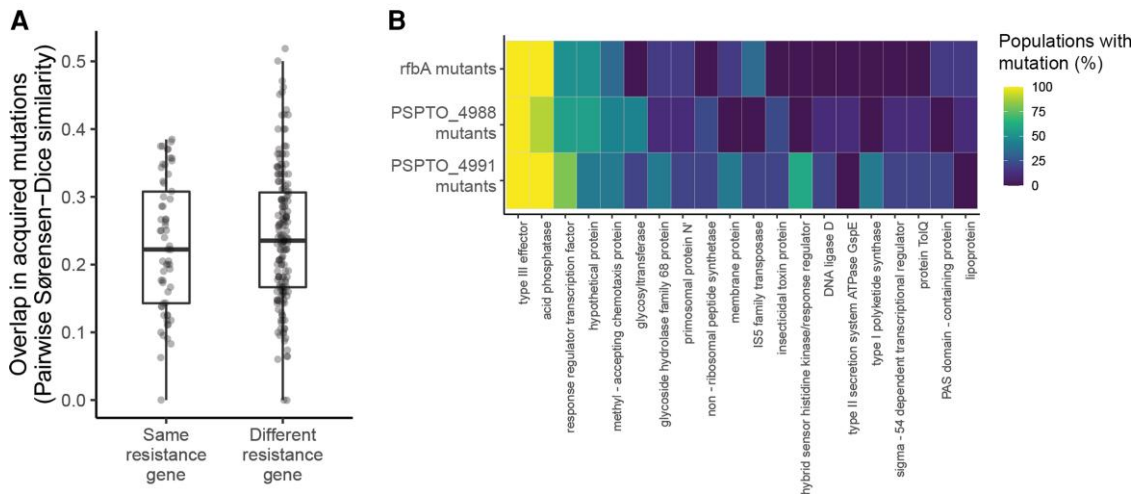 A
Overlap in acquired mutations
(Pairwise Sørensen-Dice similarity)
0.5
0.4
0.3
0.2
0.1
0.0
Same
resistance
gene
Different
resistance
gene
B
rfbA mutants
PSPTO_4988
mutants
PSPTO_4991
mutants
type III effector
acid phosphatase
response regulator transcription factor
hypothetical protein
methyl - accepting chemotaxis protein
glycosyltransferase
glycoside hydrolase family 68 protein
primosomal protein N'
non - ribosomal peptide synthetase
membrane protein
IS5 family transposase
insecticidal toxin protein
hybrid sensor histidine kinase/response regulator
DNA ligase D
type II secretion system ATPase GspE
type I polyketide synthase
sigma - 54 dependent transcriptional regulator
protein TolQ
PAS domain - containing protein
lipoprotein
Populations with
mutation (%)
100
75
50
25
0